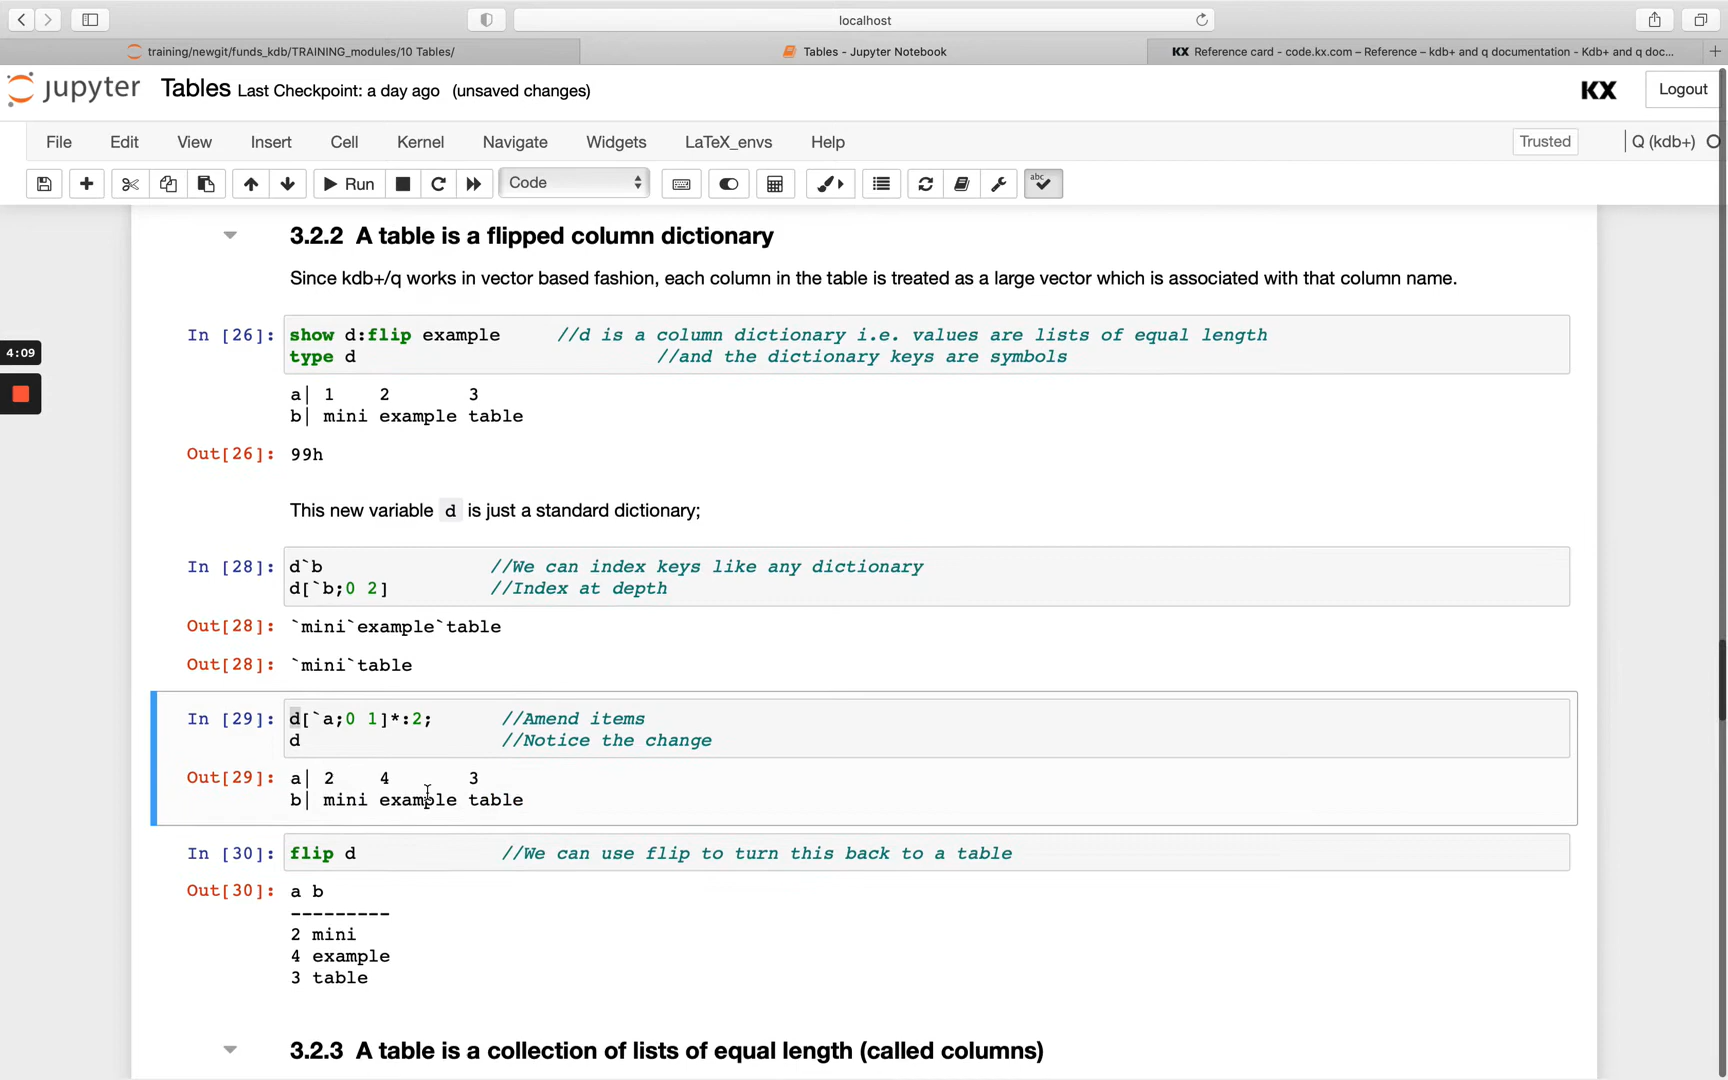 localhost
training/newgit/funds_kdb/TRAINING_modules/10 Tables/
Tables - Jupyter Notebook
KX Reference card - code.kx.com – Reference – kdb+ and q documentation - Kdb+ and q doc...
jupyter Tables Last Checkpoint: a day ago (unsaved changes)
KX
Logout
File Edit View Insert Cell Kernel Navigate Widgets LaTeX_envs Help
Trusted
Q (kdb+)
Run
Code
abc
4:09
3.2.2 A table is a flipped column dictionary
Since kdb+/q works in vector based fashion, each column in the table is treated as a large vector which is associated with that column name.
In [26]: show d:flip example //d is a column dictionary i.e. values are lists of equal length
type d //and the dictionary keys are symbols
a| 1 2 3
b| mini example table
Out[26]: 99h
This new variable d is just a standard dictionary;
In [28]: d`b //We can index keys like any dictionary
d[`b;0 2] //Index at depth
Out[28]: `mini`example`table
Out[28]: `mini`table
In [29]: d[`a;0 1]*:2; //Amend items
d //Notice the change
Out[29]: a| 2 4 3
b| mini example table
In [30]: flip d //We can use flip to turn this back to a table
Out[30]: a b
---------
2 mini
4 example
3 table
3.2.3 A table is a collection of lists of equal length (called columns)